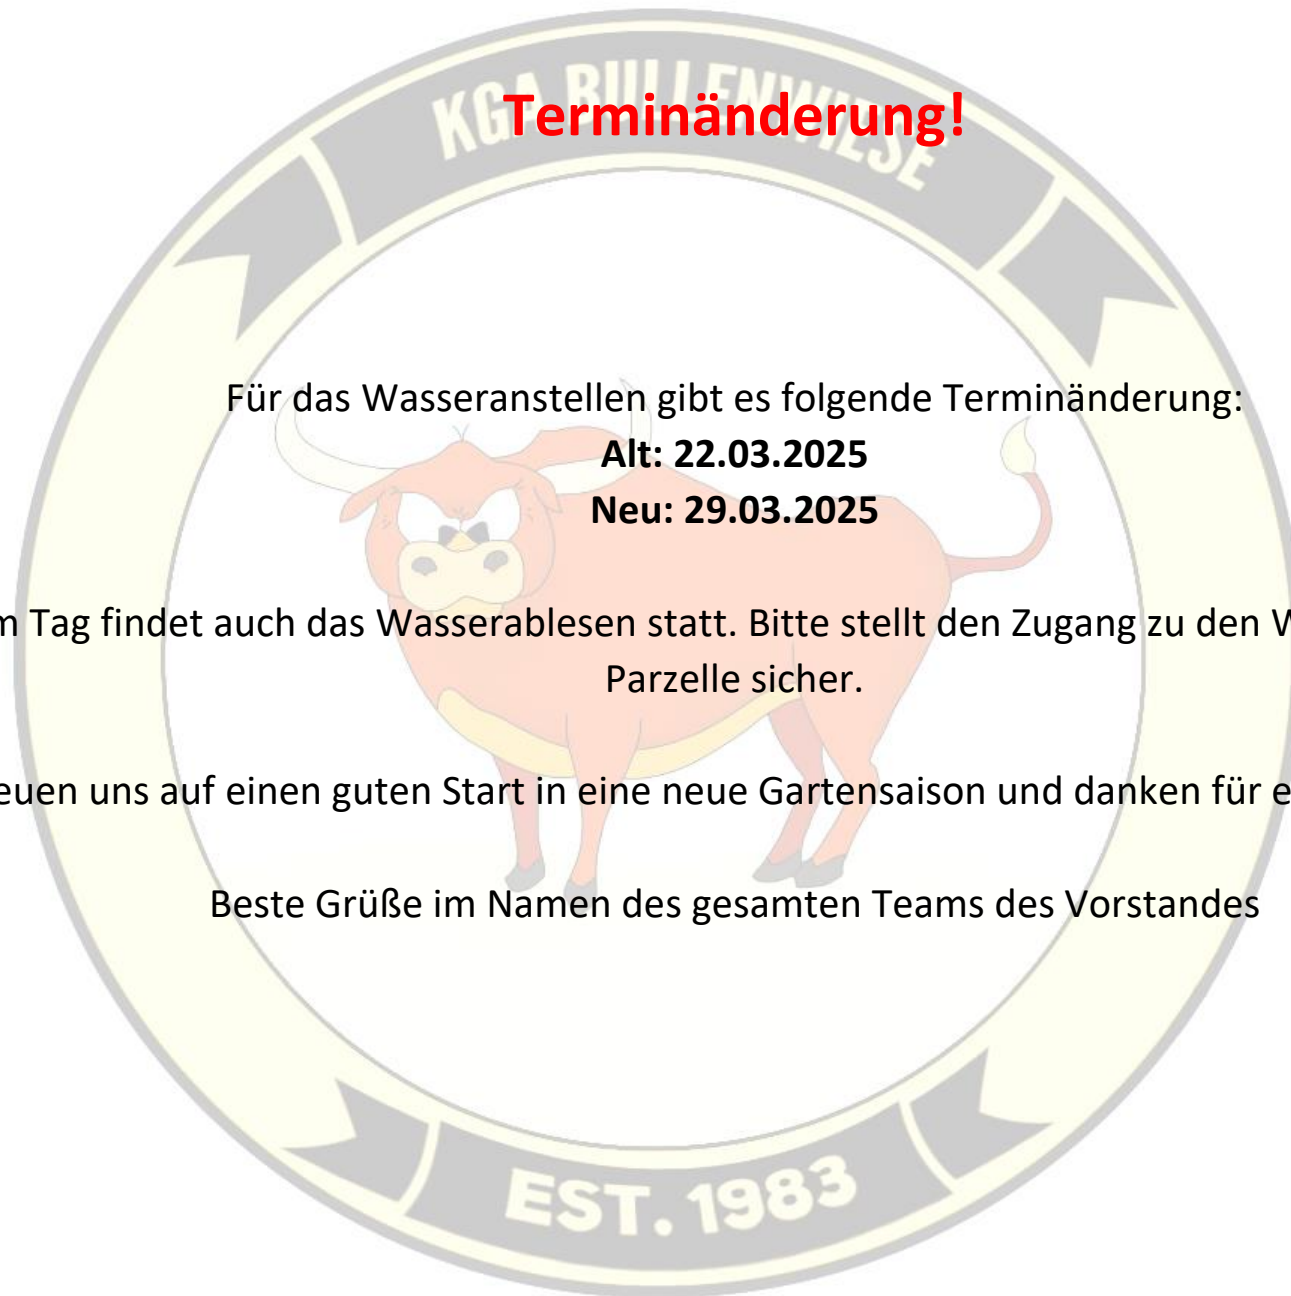 KGA BULLENWIESE
Terminänderung!
Für das Wasseranstellen gibt es folgende Terminänderung:
Alt: 22.03.2025
Neu: 29.03.2025
m Tag findet auch das Wasserablesen statt. Bitte stellt den Zugang zu den W
Parzelle sicher.
euen uns auf einen guten Start in eine neue Gartensaison und danken für e
Beste Grüße im Namen des gesamten Teams des Vorstandes
EST. 1983